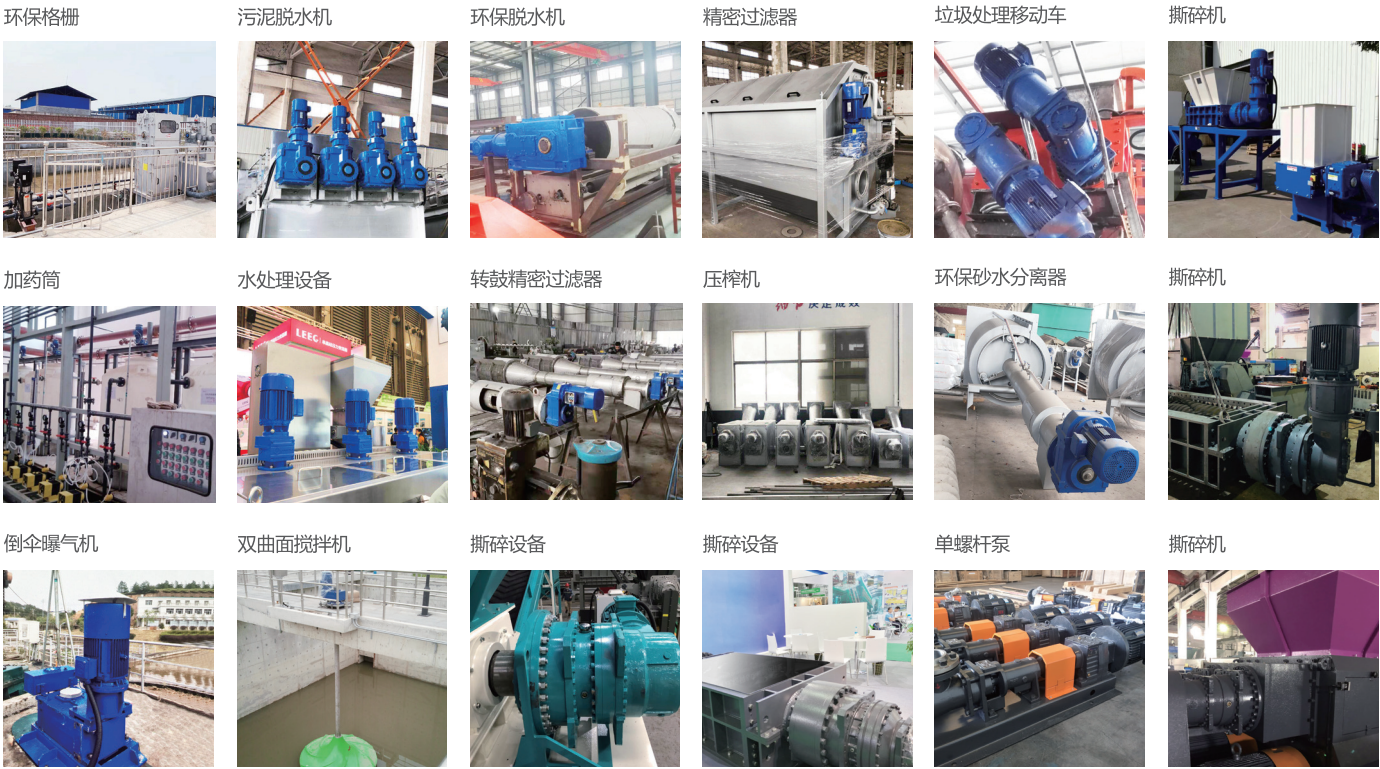 环保格栅
污泥脱水机
环保脱水机
精密过滤器
垃圾处理移动车
撕碎机
加药筒
水处理设备
转鼓精密过滤器
压榨机
环保砂水分离器
撕碎机
LEEG
倒伞曝气机
双曲面搅拌机
撕碎设备
撕碎设备
单螺杆泵
撕碎机